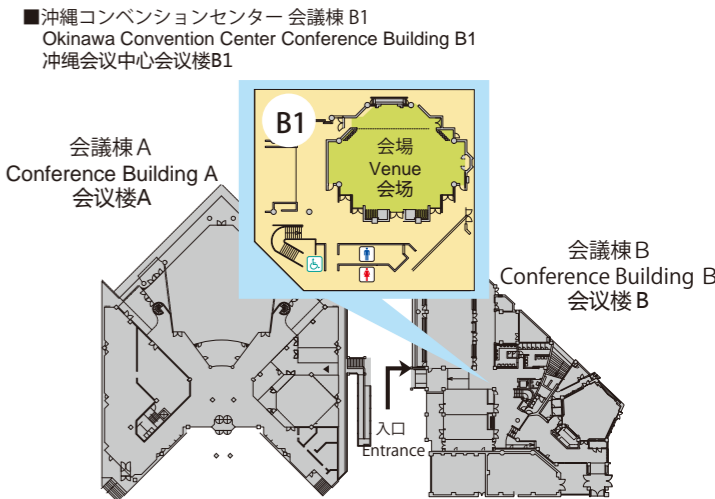 ■沖縄コンベンションセンター 会議棟 B1
Okinawa Convention Center Conference Building B1
冲绳会议中心会议楼B1
B1
会場
Venue
会场
会議棟A
Conference Building A
会议楼A
会議棟B
Conference Building B
会议楼B
入口
Entrance